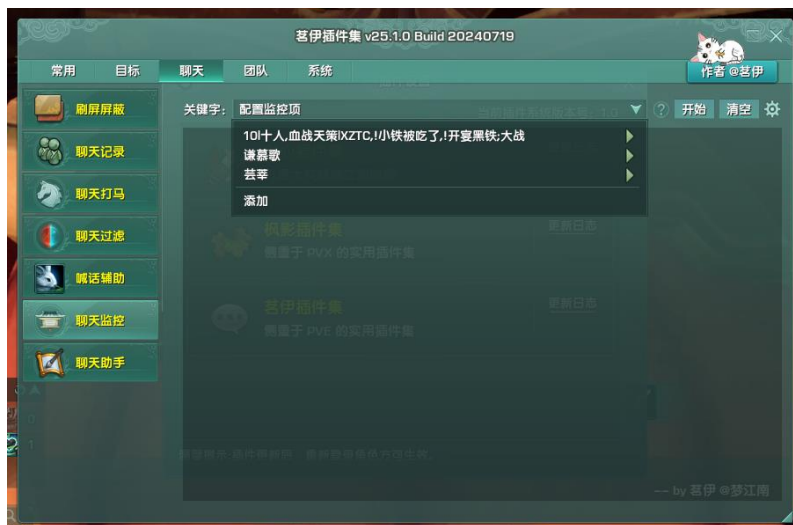 茗伊插件集 v25.1.0 Build 20240719
常用 目标 聊天 团队 系统
作者 @茗伊
刷屏屏蔽
聊天记录
聊天打马
聊天过滤
喊话辅助
聊天监控
聊天助手
关键字: 配置监控项 ? 开始 清空
10|十人,血战天策|XZTC,!小铁被吃了,!开宴黑铁;大战
谦慕歌
芸莘
添加
枫影插件集 更新日志
侧重于 PVX 的实用插件集
茗伊插件集 更新日志
侧重于 PVE 的实用插件集
1
—— by 茗伊 @梦江南